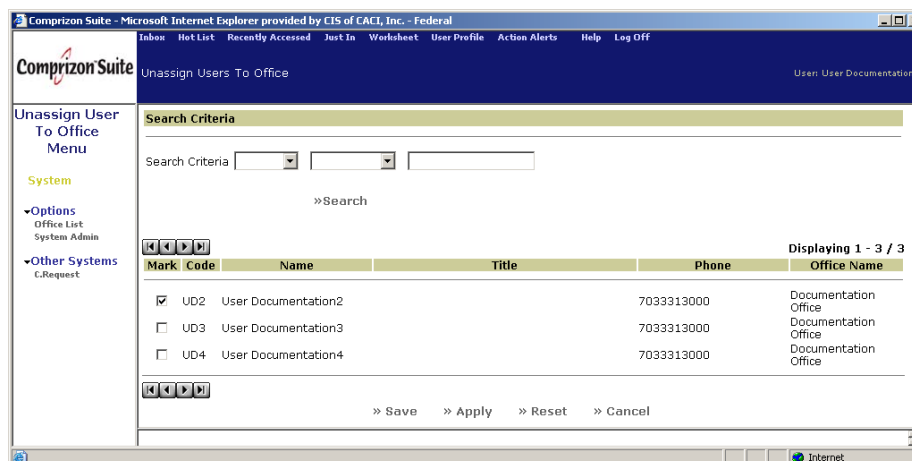 Comprizon Suite - Microsoft Internet Explorer provided by CIS of CACI, Inc. - Federal
Inbox Hot List Recently Accessed Just In Worksheet User Profile Action Alerts Help Log Off
Comprizon Suite
Unassign Users To Office
User: User Documentation
Unassign User
To Office
Menu
System
Options
Office List
System Admin
Other Systems
C.Request
Search Criteria
Search Criteria
»Search
Displaying 1 - 3 / 3
Mark Code Name Title Phone Office Name
UD2 User Documentation2 7033313000 Documentation
Office
UD3 User Documentation3 7033313000 Documentation
Office
UD4 User Documentation4 7033313000 Documentation
Office
» Save » Apply » Reset » Cancel
Internet